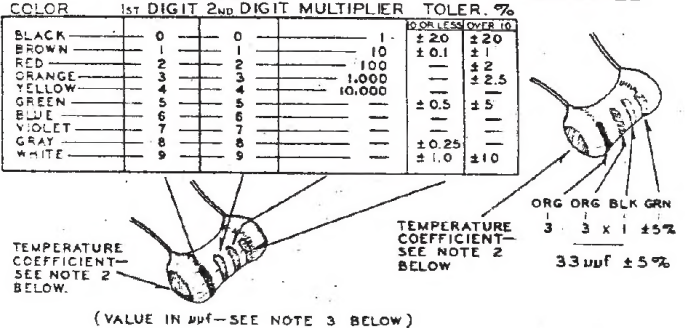 COLOR 1ST DIGIT 2ND DIGIT MULTIPLIER TOLER. %
10 OR LESS OVER 10
BLACK 0 0 1 ±2.0 ±20
BROWN 1 1 10 ±0.1 ±1
RED 2 2 100 — ±2
ORANGE 3 3 1,000 — ±2.5
YELLOW 4 4 10,000 — —
GREEN 5 5 — ±0.5 ±5
BLUE 6 6 — — —
VIOLET 7 7 — — —
GRAY 8 8 — ±0.25 —
WHITE 9 9 — ±1.0 ±10
ORG ORG BLK GRN
3 3 x 1 ±5%
33 µµf ±5%
TEMPERATURE
COEFFICIENT—
SEE NOTE 2
BELOW
TEMPERATURE
COEFFICIENT—
SEE NOTE 2
BELOW.
(VALUE IN µµf—SEE NOTE 3 BELOW)